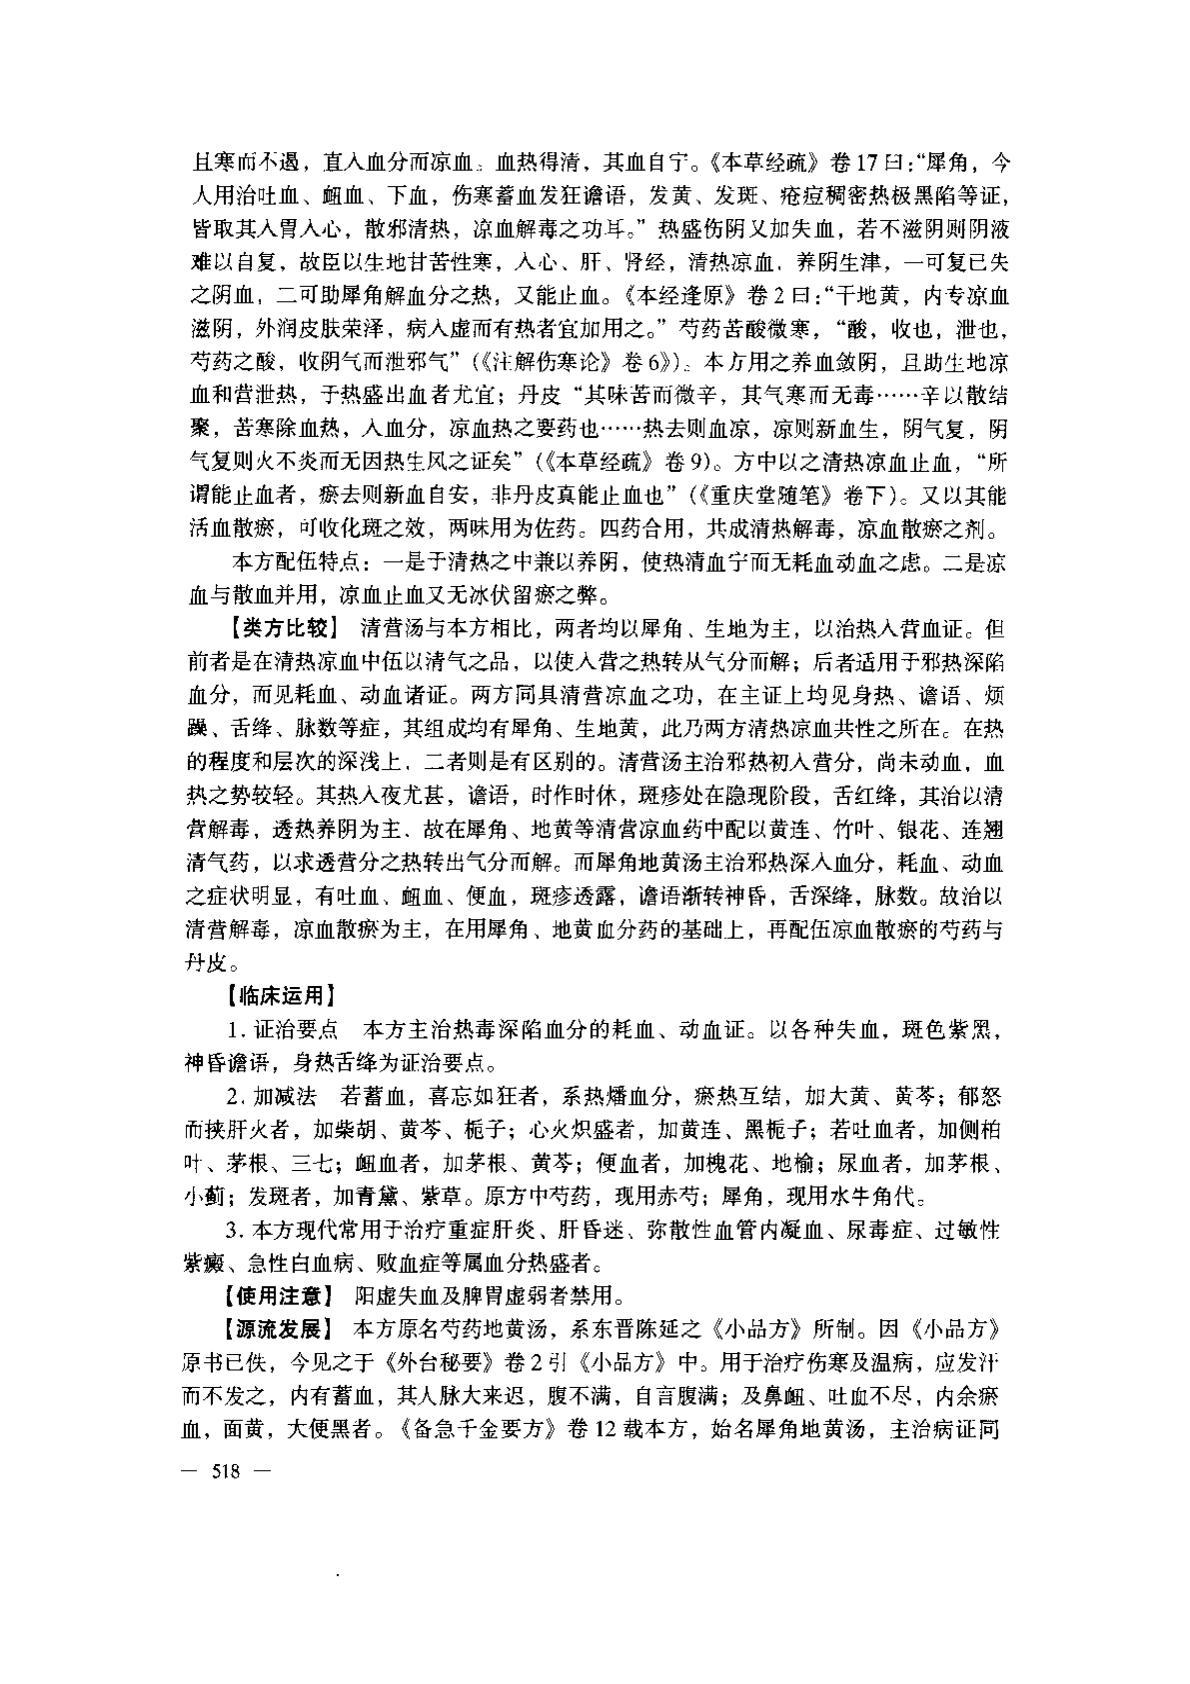 且寒而不遏，直入血分而凉血。血热得清，其血自宁。《本草经疏》卷17曰：“犀角，今
人用治吐血、衄血、下血，伤寒蓄血发狂谵语，发黄、发斑、疮痘稠密热极黑陷等证，
皆取其入胃入心，散邪清热，凉血解毒之功耳。”热盛伤阴又加失血，若不滋阴则阴液
难以自复，故臣以生地甘苦性寒，入心、肝、肾经，清热凉血，养阴生津，一可复已失
之阴血，二可助犀角解血分之热，又能止血。《本经逢原》卷2曰：“干地黄，内专凉血
滋阴，外润皮肤荣泽，病入虚而有热者宜加用之。”芍药苦酸微寒，“酸，收也，泄也，
芍药之酸，收阴气而泄邪气”（《注解伤寒论》卷6》）。本方用之养血敛阴，且助生地凉
血和营泄热，于热盛出血者尤宜；丹皮“其味苦而微辛，其气寒而无毒……辛以散结
聚，苦寒除血热，入血分，凉血热之要药也……热去则血凉，凉则新血生，阴气复，阴
气复则火不炎而无因热生风之证矣”（《本草经疏》卷9）。方中以之清热凉血止血，“所
谓能止血者，瘀去则新血自安，非丹皮真能止血也”（《重庆堂随笔》卷下）。又以其能
活血散瘀，可收化斑之效，两味用为佐药。四药合用，共成清热解毒，凉血散瘀之剂。
本方配伍特点：一是于清热之中兼以养阴，使热清血宁而无耗血动血之虑。二是凉
血与散血并用，凉血止血又无冰伏留瘀之弊。
【类方比较】 清营汤与本方相比，两者均以犀角、生地为主，以治热入营血证。但
前者是在清热凉血中伍以清气之品，以使入营之热转从气分而解；后者适用于邪热深陷
血分，而见耗血、动血诸证。两方同具清营凉血之功，在主证上均见身热、谵语、烦
躁、舌绛、脉数等症，其组成均有犀角、生地黄，此乃两方清热凉血共性之所在。在热
的程度和层次的深浅上，二者则是有区别的。清营汤主治邪热初入营分，尚未动血，血
热之势较轻。其热入夜尤甚，谵语，时作时休，斑疹处在隐现阶段，舌红绛，其治以清
营解毒，透热养阴为主，故在犀角、地黄等清营凉血药中配以黄连、竹叶、银花、连翘
清气药，以求透营分之热转出气分而解。而犀角地黄汤主治邪热深入血分，耗血、动血
之症状明显，有吐血、衄血、便血，斑疹透露，谵语渐转神昏，舌深绛，脉数。故治以
清营解毒，凉血散瘀为主，在用犀角、地黄血分药的基础上，再配伍凉血散瘀的芍药与
丹皮。
【临床运用】
1. 证治要点 本方主治热毒深陷血分的耗血、动血证。以各种失血，斑色紫黑，
神昏谵语，身热舌绛为证治要点。
2. 加减法 若蓄血，喜忘如狂者，系热燔血分，瘀热互结，加大黄、黄芩；郁怒
而挟肝火者，加柴胡、黄芩、栀子；心火炽盛者，加黄连、黑栀子；若吐血者，加侧柏
叶、茅根、三七；衄血者，加茅根、黄芩；便血者，加槐花、地榆；尿血者，加茅根、
小蓟；发斑者，加青黛、紫草。原方中芍药，现用赤芍；犀角，现用水牛角代。
3. 本方现代常用于治疗重症肝炎、肝昏迷、弥散性血管内凝血、尿毒症、过敏性
紫癜、急性白血病、败血症等属血分热盛者。
【使用注意】 阳虚失血及脾胃虚弱者禁用。
【源流发展】 本方原名芍药地黄汤，系东晋陈延之《小品方》所制。因《小品方》
原书已佚，今见之于《外台秘要》卷2引《小品方》中。用于治疗伤寒及温病，应发汗
而不发之，内有蓄血，其人脉大来迟，腹不满，自言腹满；及鼻衄、吐血不尽，内余瘀
血，面黄，大便黑者。《备急千金要方》卷12载本方，始名犀角地黄汤，主治病证同
— 518 —